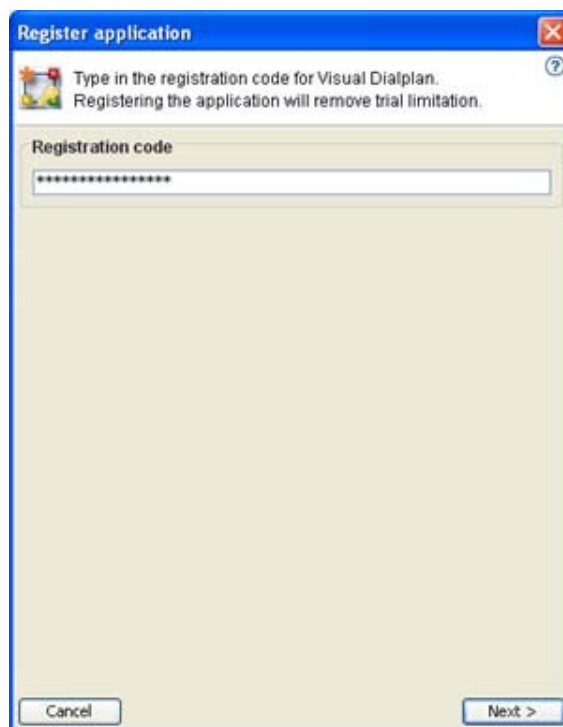 Register application
Type in the registration code for Visual Dialplan.
Registering the application will remove trial limitation.
Registration code
****************
Cancel
Next >